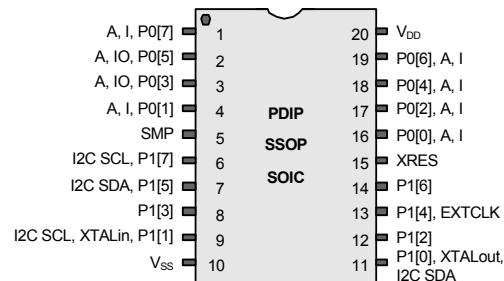 A, I, P0[7] 1 20 VDD
A, IO, P0[5] 2 19 P0[6], A, I
A, IO, P0[3] 3 18 P0[4], A, I
A, I, P0[1] 4 PDIP 17 P0[2], A, I
SMP 5 SSOP 16 P0[0], A, I
I2C SCL, P1[7] 6 SOIC 15 XRES
I2C SDA, P1[5] 7 14 P1[6]
P1[3] 8 13 P1[4], EXTCLK
I2C SCL, XTALin, P1[1] 9 12 P1[2]
VSS 10 11 P1[0], XTALout,
I2C SDA